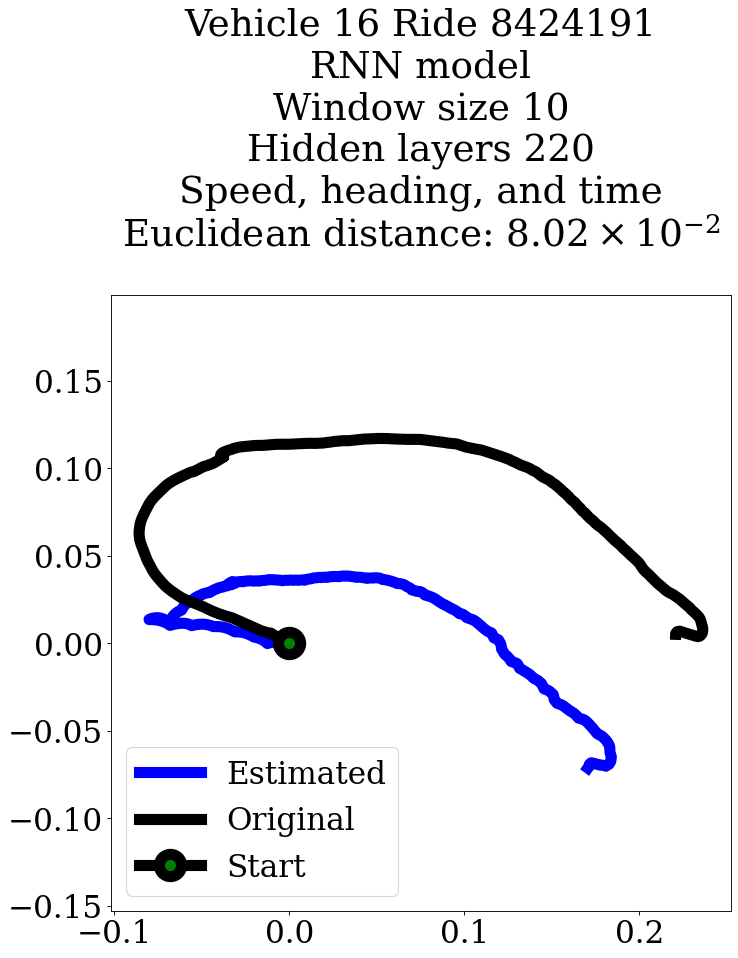 Vehicle 16 Ride 8424191
RNN model
Window size 10
Hidden layers 220
Speed, heading, and time
Euclidean distance: 8.02 × 10⁻²
0.15
0.10
0.05
0.00
−0.05
−0.10
−0.15
Estimated
Original
Start
−0.1
0.0
0.1
0.2